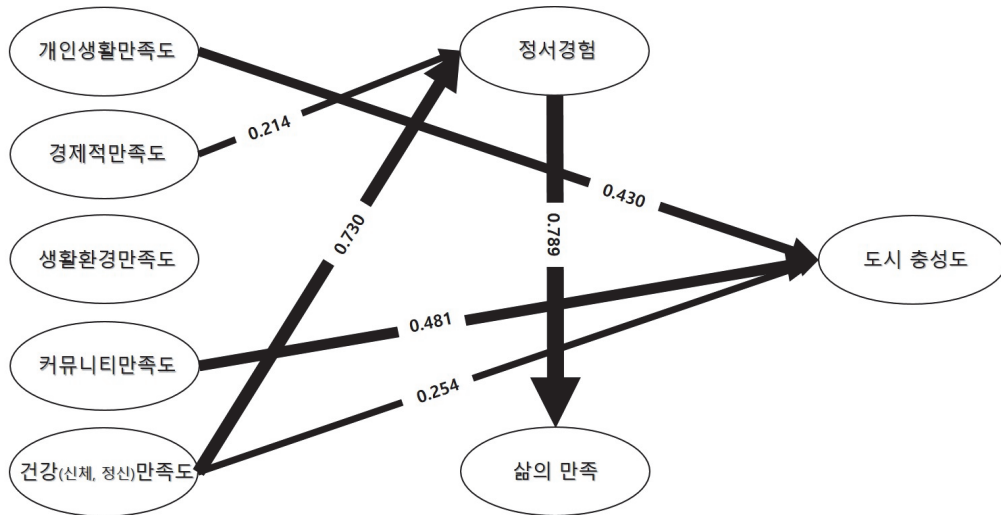 개인생활만족도
정서경험
경제적만족도
0.214
0.430
0.730
0.789
생활환경만족도
도시 충성도
0.481
커뮤니티만족도
0.254
건강(신체, 정신)만족도
삶의 만족